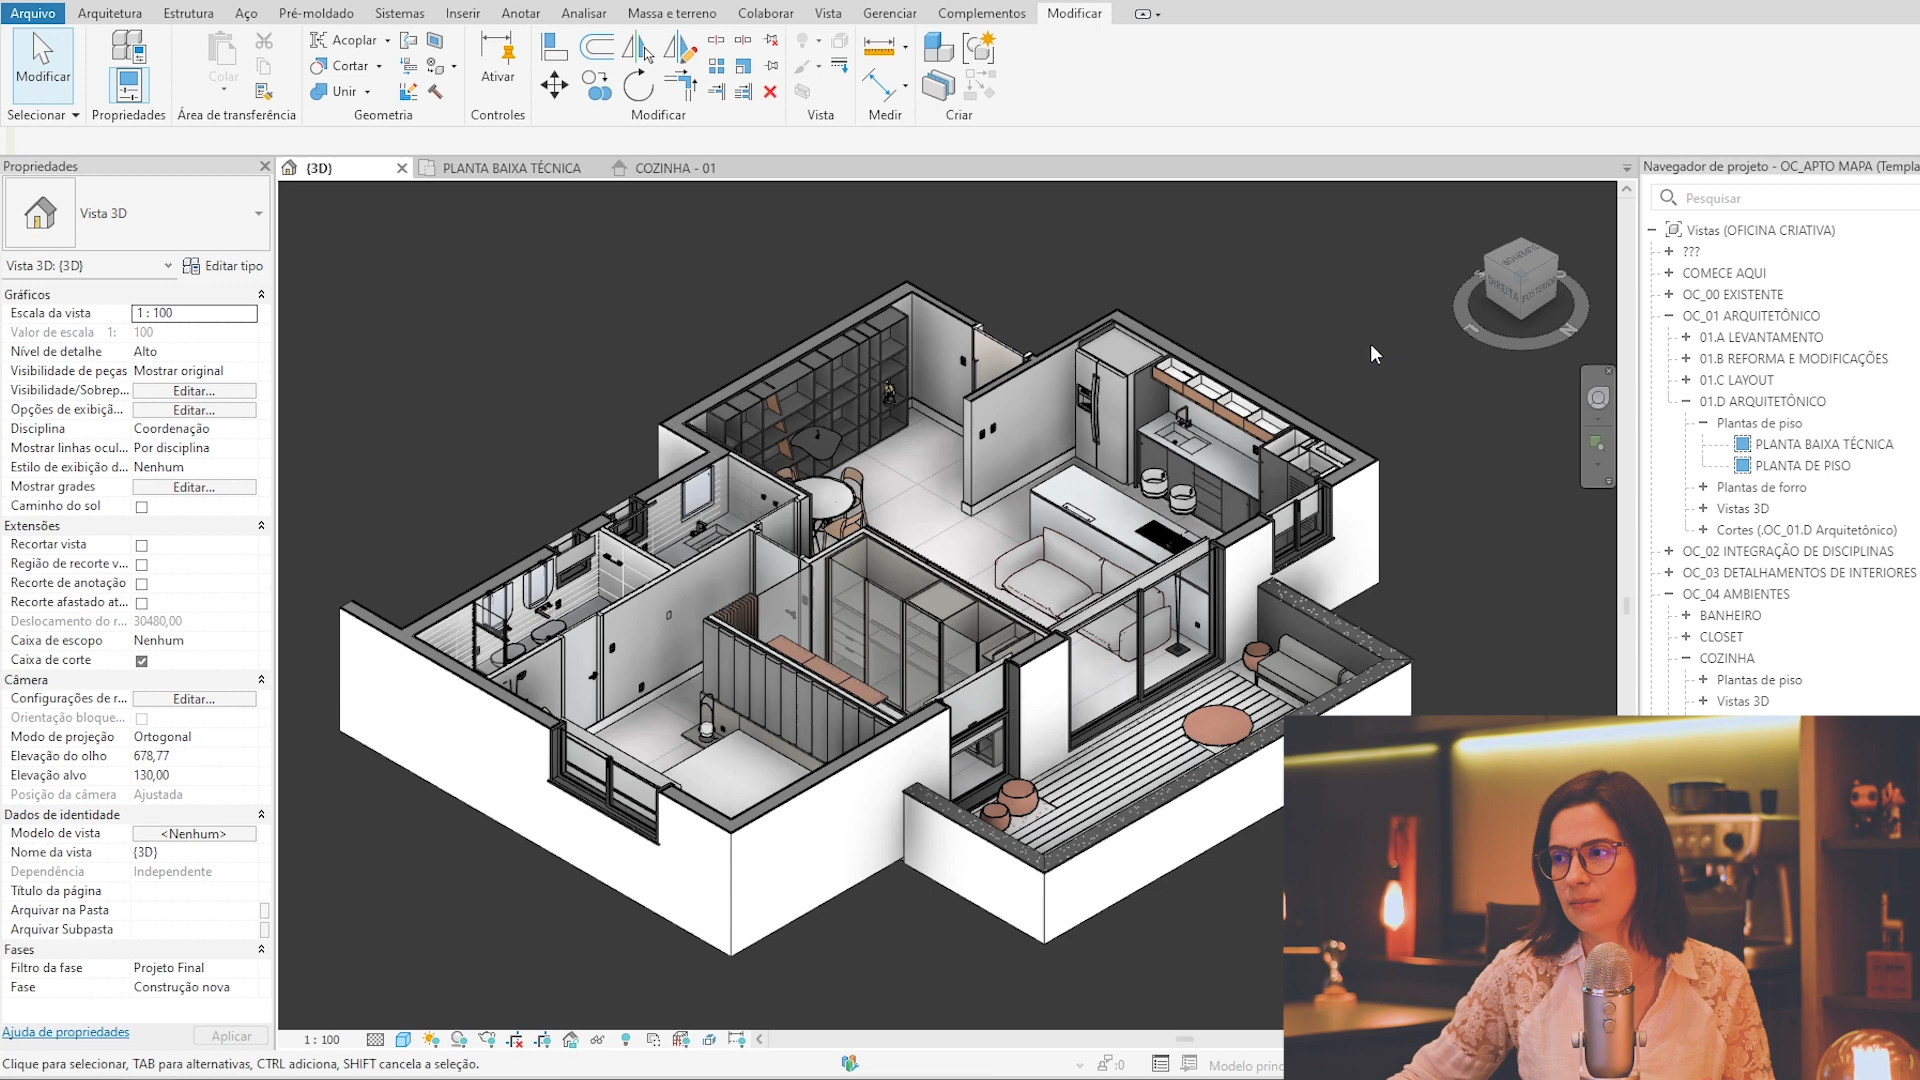 Arquivo Arquitetura Estrutura Aço Pré-moldado Sistemas Inserir Anotar Analisar Massa e terreno Colaborar Vista Gerenciar Complementos Modificar
Modificar
Colar
Acoplar
Cortar
Unir
Ativar
Selecionar Propriedades Área de transferência Geometria Controles Modificar Vista Medir Criar
Propriedades
{3D}
PLANTA BAIXA TÉCNICA
COZINHA - 01
Navegador de projeto - OC_APTO MAPA (Templa
Vista 3D
Vista 3D: {3D}
Editar tipo
Gráficos
Escala da vista 1 : 100
Valor de escala 1: 100
Nível de detalhe Alto
Visibilidade de peças Mostrar original
Visibilidade/Sobrep... Editar...
Opções de exibiçã... Editar...
Disciplina Coordenação
Mostrar linhas ocul... Por disciplina
Estilo de exibição d... Nenhum
Mostrar grades Editar...
Caminho do sol
Extensões
Recortar vista
Região de recorte v...
Recorte de anotação
Recorte afastado at...
Deslocamento do r... 30480,00
Caixa de escopo Nenhum
Caixa de corte
Câmera
Configurações de r... Editar...
Orientação bloque...
Modo de projeção Ortogonal
Elevação do olho 678,77
Elevação alvo 130,00
Posição da câmera Ajustada
Dados de identidade
Modelo de vista <Nenhum>
Nome da vista {3D}
Dependência Independente
Título da página
Arquivar na Pasta
Arquivar Subpasta
Fases
Filtro da fase Projeto Final
Fase Construção nova
Ajuda de propriedades
Aplicar
SUPERIOR
DIREITA
POSTERIOR
Pesquisar
Vistas (OFICINA CRIATIVA)
???
COMECE AQUI
OC_00 EXISTENTE
OC_01 ARQUITETÔNICO
01.A LEVANTAMENTO
01.B REFORMA E MODIFICAÇÕES
01.C LAYOUT
01.D ARQUITETÔNICO
Plantas de piso
PLANTA BAIXA TÉCNICA
PLANTA DE PISO
Plantas de forro
Vistas 3D
Cortes (.OC_01.D Arquitetônico)
OC_02 INTEGRAÇÃO DE DISCIPLINAS
OC_03 DETALHAMENTOS DE INTERIORES
OC_04 AMBIENTES
BANHEIRO
CLOSET
COZINHA
Plantas de piso
Vistas 3D
1 : 100
Clique para selecionar, TAB para alternativas, CTRL adiciona, SHIFT cancela a seleção.
:0
Modelo princ